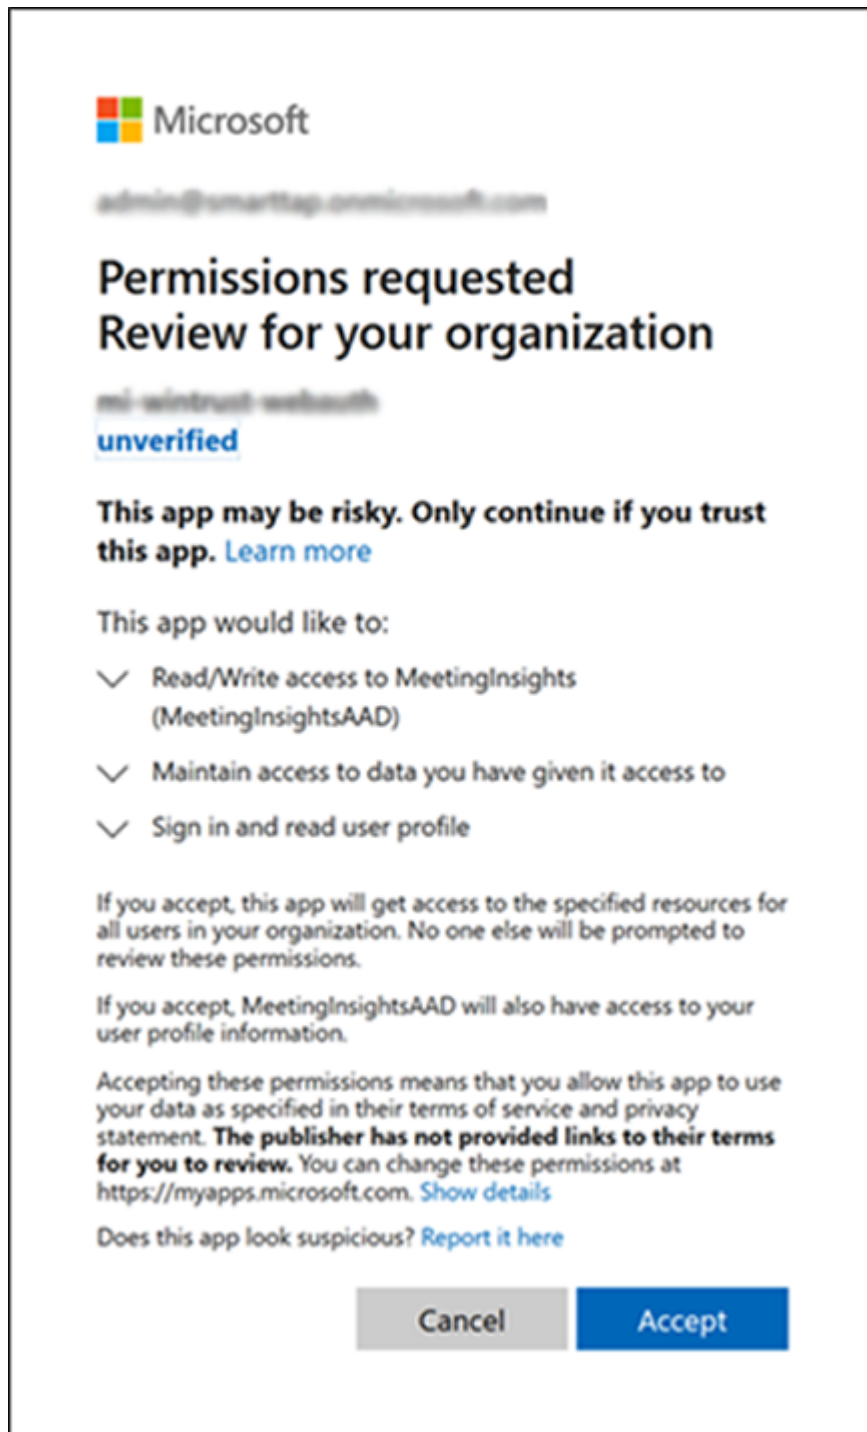 Microsoft
admin@smarttap.onmicrosoft.com
Permissions requested
Review for your organization
mi-wintrust-webauth
unverified
This app may be risky. Only continue if you trust
this app. Learn more
This app would like to:
Read/Write access to MeetingInsights
(MeetingInsightsAAD)
Maintain access to data you have given it access to
Sign in and read user profile
If you accept, this app will get access to the specified resources for
all users in your organization. No one else will be prompted to
review these permissions.
If you accept, MeetingInsightsAAD will also have access to your
user profile information.
Accepting these permissions means that you allow this app to use
your data as specified in their terms of service and privacy
statement. The publisher has not provided links to their terms
for you to review. You can change these permissions at
https://myapps.microsoft.com. Show details
Does this app look suspicious? Report it here
Cancel
Accept